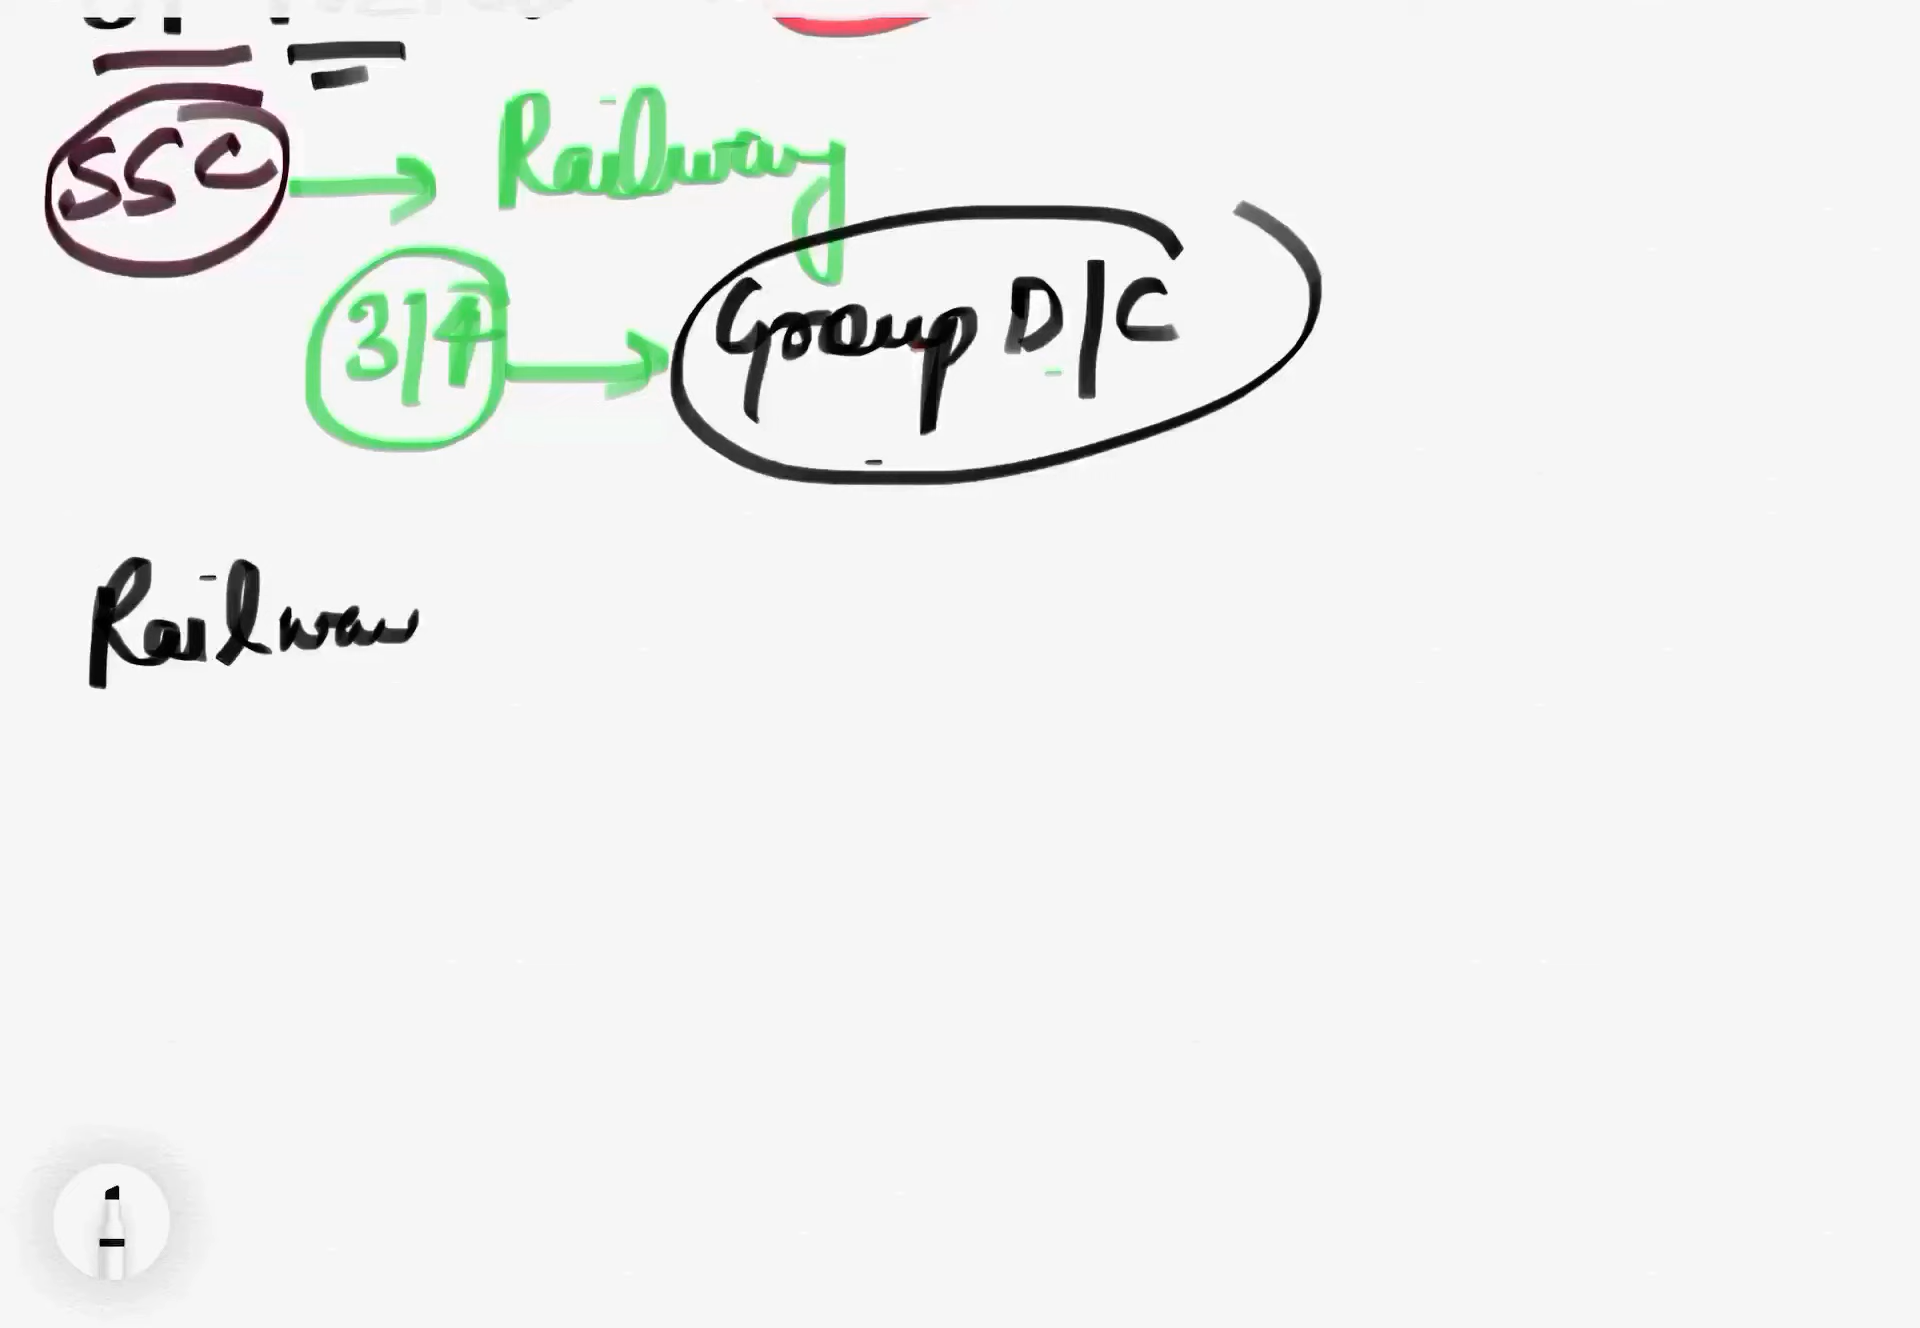 SSC → Railway
3/4 → Group D/C
Railwa